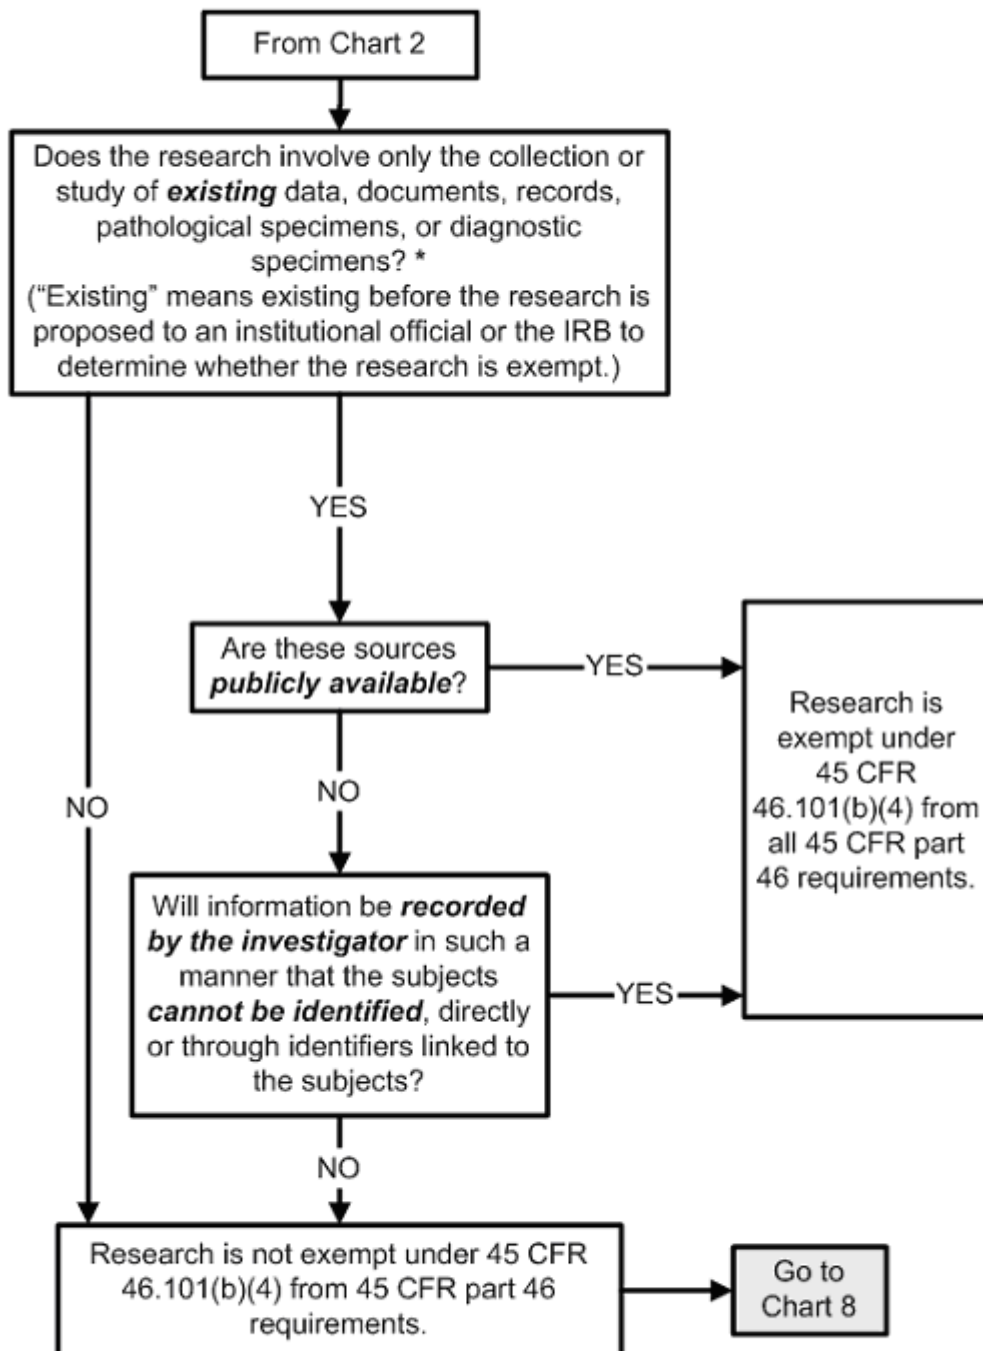 From Chart 2
Does the research involve only the collection or
study of existing data, documents, records,
pathological specimens, or diagnostic
specimens? *
(“Existing” means existing before the research is
proposed to an institutional official or the IRB to
determine whether the research is exempt.)
YES
Are these sources
publicly available?
YES
Research is
exempt under
45 CFR
46.101(b)(4) from
all 45 CFR part
46 requirements.
NO
NO
Will information be recorded
by the investigator in such a
manner that the subjects
cannot be identified, directly
or through identifiers linked to
the subjects?
YES
NO
Research is not exempt under 45 CFR
46.101(b)(4) from 45 CFR part 46
requirements.
Go to
Chart 8